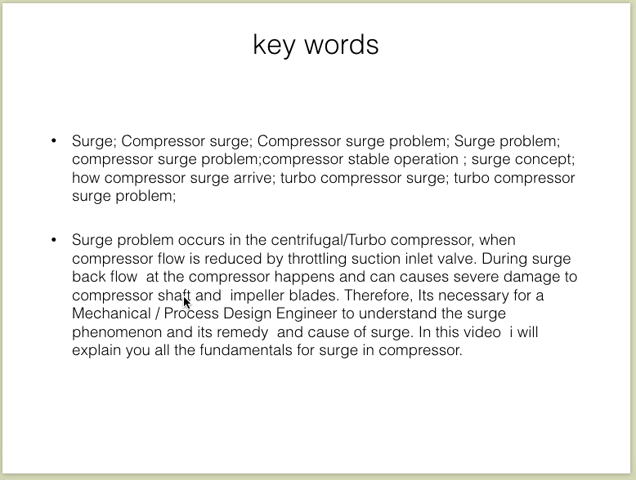 key words
• Surge; Compressor surge; Compressor surge problem; Surge problem;
compressor surge problem;compressor stable operation ; surge concept;
how compressor surge arrive; turbo compressor surge; turbo compressor
surge problem;
• Surge problem occurs in the centrifugal/Turbo compressor, when
compressor flow is reduced by throttling suction inlet valve. During surge
back flow  at the compressor happens and can causes severe damage to
compressor shaft and  impeller blades. Therefore, Its necessary for a
Mechanical / Process Design Engineer to understand the surge
phenomenon and its remedy  and cause of surge. In this video  i will
explain you all the fundamentals for surge in compressor.